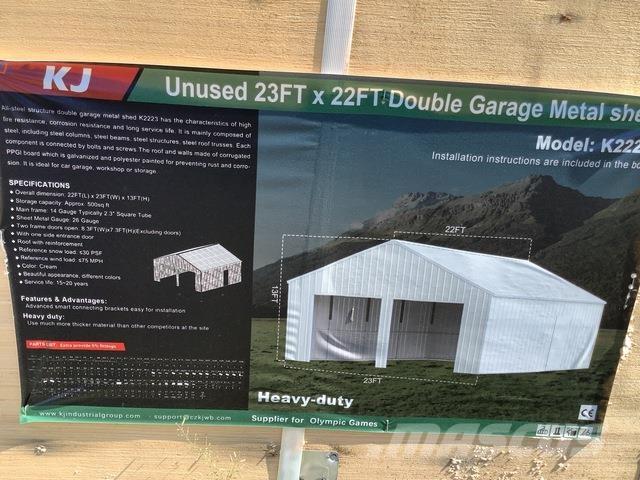 KJ
Unused 23FT x 22FT Double Garage Metal she
Model: K222
Installation instructions are included in the bo
All-steel structure double garage metal shed K2223 has the characteristics of high
fire resistance, corrosion resistance and long service life. It is mainly composed of
steel, including steel columns, steel beams, steel structures, steel roof trusses. Each
component is connected by bolts and screws. The roof and walls made of corrugated
PPGI board which is galvanized and polyester painted for preventing rust and corro-
sion. It is ideal for car garage, workshop or storage.
SPECIFICATIONS
Overall dimension: 22FT(L) x 23FT(W) x 13FT(H)
Storage capacity: Approx. 500sq ft
Main frame: 14 Gauge Typically 2.3" Square Tube
Sheet Metal Gauge: 26 Gauge
Two frame doors open: 8.3FT(W)x7.3FT(H)(Excluding doors)
With one side entrance door
Roof with reinforcement
Reference snow load: ≤30 PSF
Reference wind load: ≤75 MPH
Color: Cream
Beautiful appearance, different colors
Service life: 15~20 years
Features & Advantages:
Advanced smart connecting brackets easy for installation
Heavy duty:
Use much more thicker material than other competitors at the site
PARTS LIST Extra provide 5% fittings
22FT
13FT
23FT
Heavy-duty
www.kjindustrialgroup.com · support@czkjwb.com Supplier for Olympic Games
CE
MASCUS